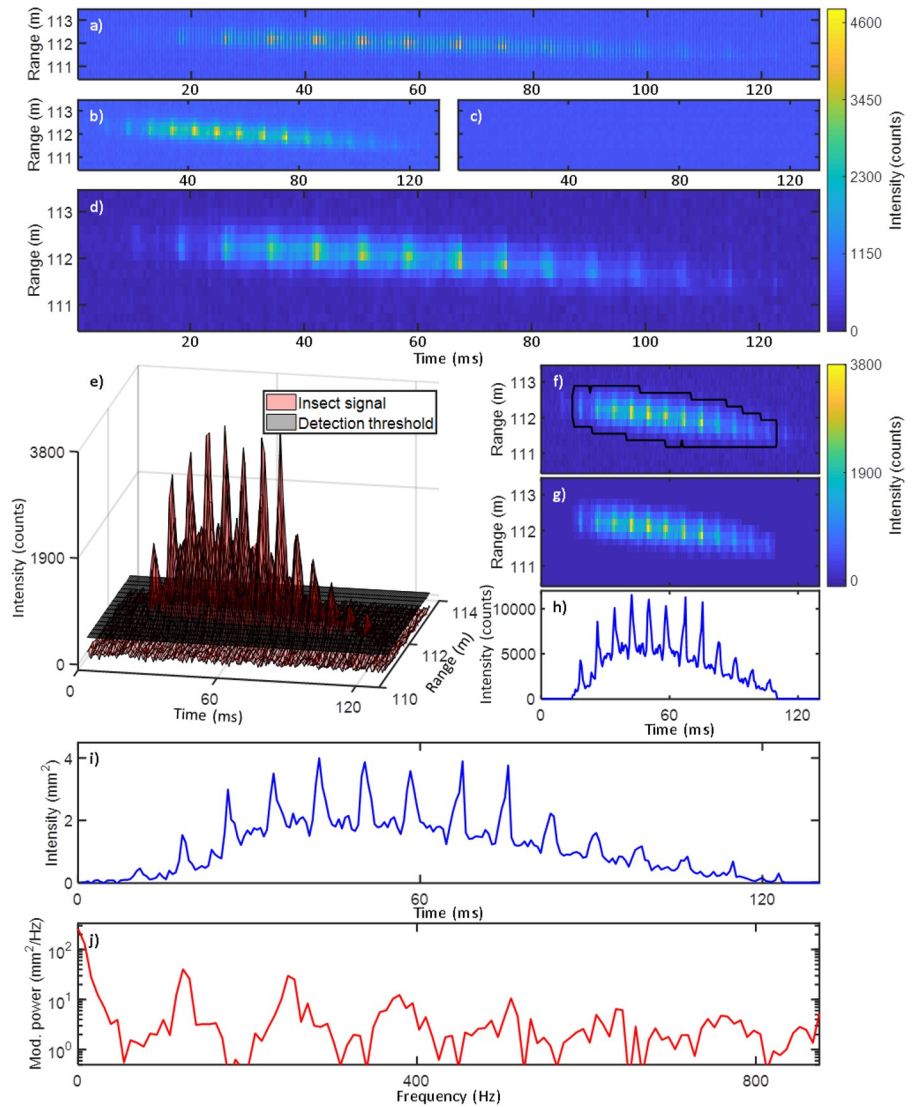 a)
Range (m)
113
112
111
20 40 60 80 100 120
b)
Range (m)
113
112
111
40 80 120
c)
40 80 120
d)
Range (m)
113
112
111
20 40 60 80 100 120
Time (ms)
4600
3450
2300
1150
0
Intensity (counts)
e)
Insect signal
Detection threshold
Intensity (counts)
3800
1900
0
0 60 120
Time (ms)
110 112 114
Range (m)
f)
Range (m)
113
112
111
g)
Range (m)
113
112
111
3800
1900
0
Intensity (counts)
h)
Intensity (counts)
10000
5000
0
0 60 120
Time (ms)
i)
Intensity (mm²)
4
2
0
0 60 120
Time (ms)
j)
Mod. power (mm²/Hz)
10²
10¹
10⁰
0 400 800
Frequency (Hz)